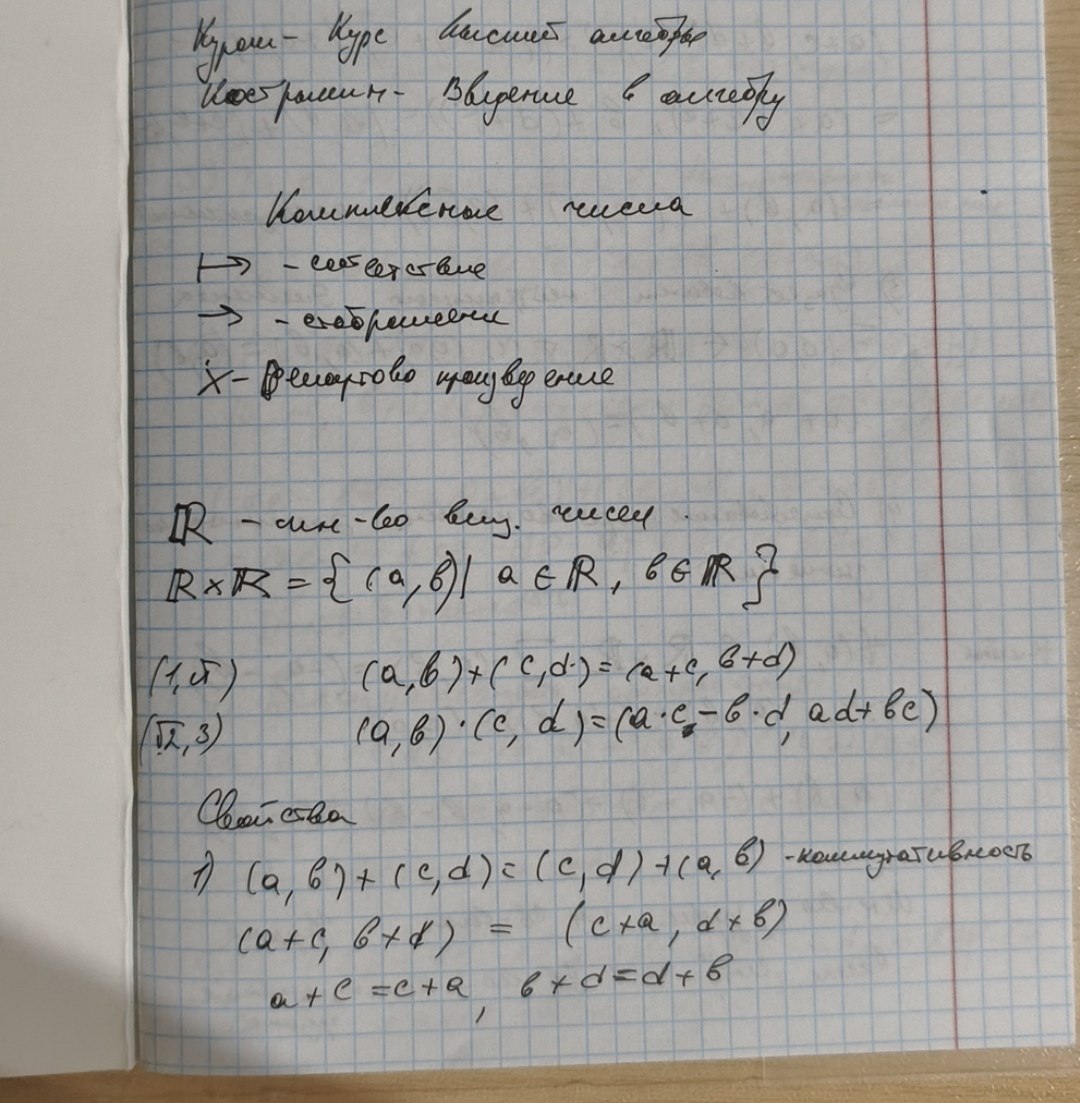 Курош - Курс высшей алгебры
Кострикин - Введение в алгебру
Комплексные числа
↦ - соответствие
→ - отображение
× - Декартово произведение
ℝ - мн-во вещ. чисел
ℝ×ℝ = { (a, b) | a ∈ ℝ, b ∈ ℝ }
(1, π) (a, b) + (c, d) = (a+c, b+d)
(√2, 3) (a, b) · (c, d) = (a·c - b·d, ad + bc)
Свойства
1) (a, b) + (c, d) = (c, d) + (a, b) - коммутативность
(a+c, b+d) = (c+a, d+b)
a + c = c + a, b + d = d + b